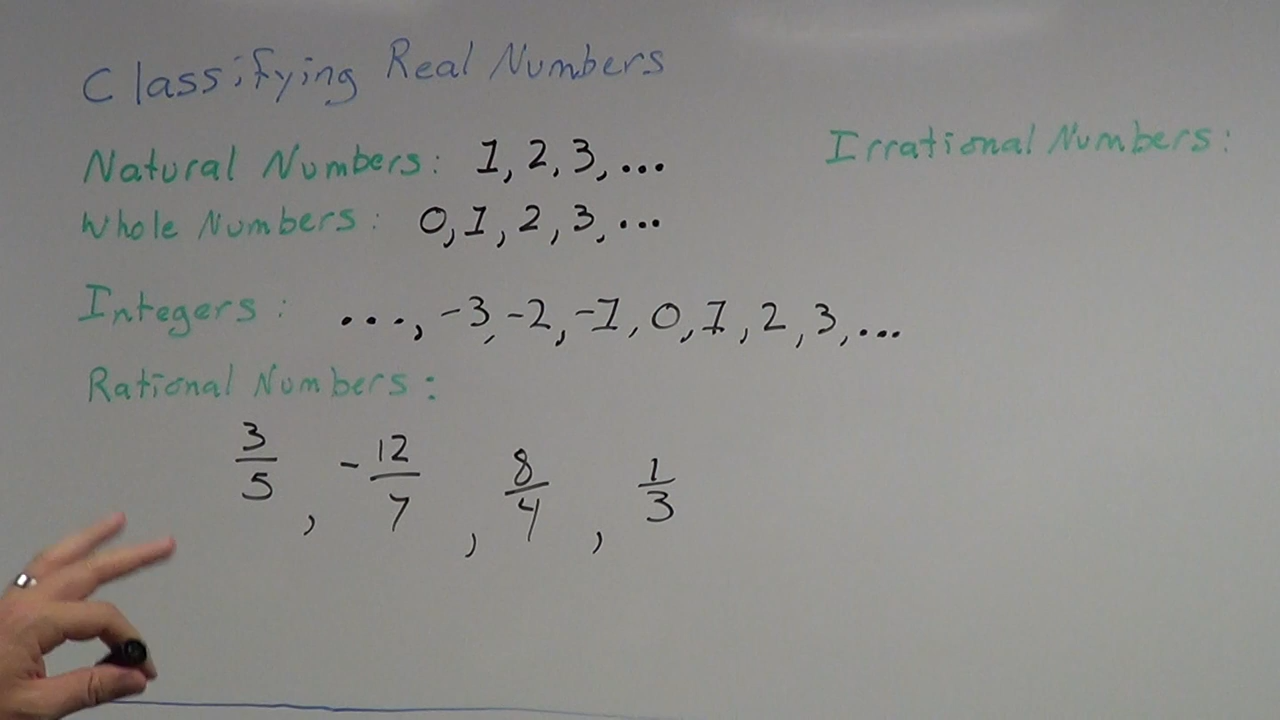 Classifying Real Numbers
Natural Numbers: 1, 2, 3, ...
Whole Numbers: 0, 1, 2, 3, ...
Integers: ..., -3, -2, -1, 0, 1, 2, 3, ...
Rational Numbers:
3/5, -12/7, 8/4, 1/3
Irrational Numbers: